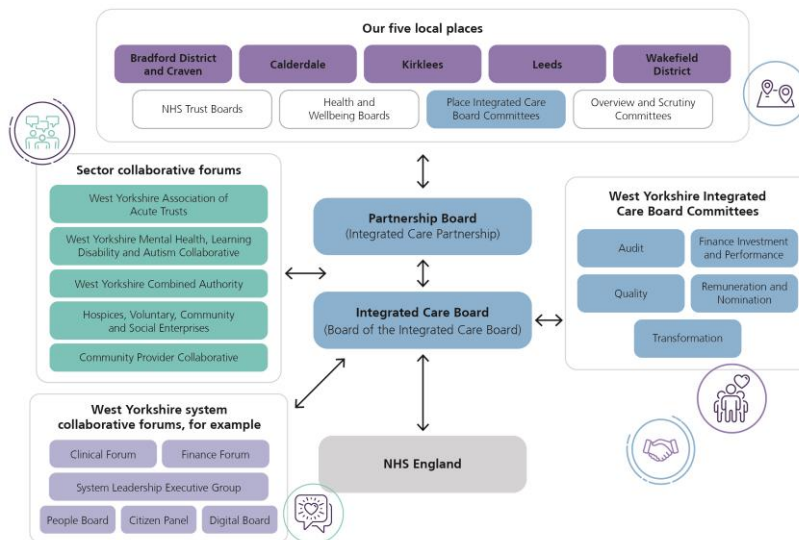 Our five local places
Bradford District
and Craven
Calderdale
Kirklees
Leeds
Wakefield
District
NHS Trust Boards
Health and
Wellbeing Boards
Place Integrated Care
Board Committees
Overview and Scrutiny
Committees
Sector collaborative forums
West Yorkshire Association of
Acute Trusts
West Yorkshire Mental Health, Learning
Disability and Autism Collaborative
West Yorkshire Combined Authority
Hospices, Voluntary, Community
and Social Enterprises
Community Provider Collaborative
Partnership Board
(Integrated Care Partnership)
Integrated Care Board
(Board of the Integrated Care Board)
West Yorkshire Integrated
Care Board Committees
Audit
Finance Investment
and Performance
Quality
Remuneration and
Nomination
Transformation
West Yorkshire system
collaborative forums, for example
Clinical Forum
Finance Forum
System Leadership Executive Group
People Board
Citizen Panel
Digital Board
NHS England